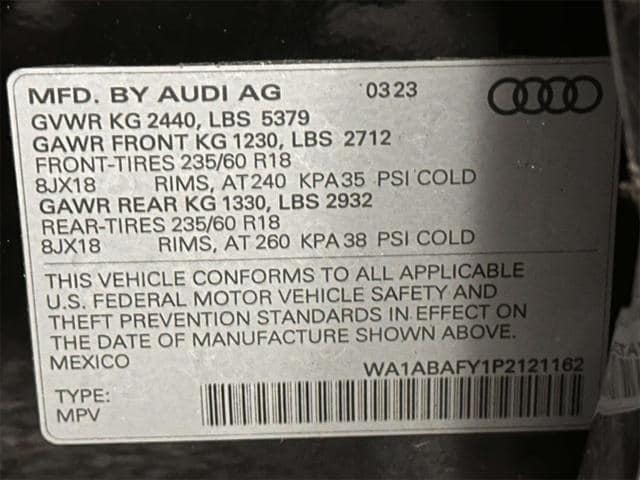 MFD. BY AUDI AG 0323
GVWR KG 2440, LBS 5379
GAWR FRONT KG 1230, LBS 2712
FRONT-TIRES 235/60 R18
8JX18 RIMS, AT 240 KPA 35 PSI COLD
GAWR REAR KG 1330, LBS 2932
REAR-TIRES 235/60 R18
8JX18 RIMS, AT 260 KPA 38 PSI COLD
THIS VEHICLE CONFORMS TO ALL APPLICABLE
U.S. FEDERAL MOTOR VEHICLE SAFETY AND
THEFT PREVENTION STANDARDS IN EFFECT ON
THE DATE OF MANUFACTURE SHOWN ABOVE.
MEXICO
WA1ABAFY1P2121162
TYPE:
MPV